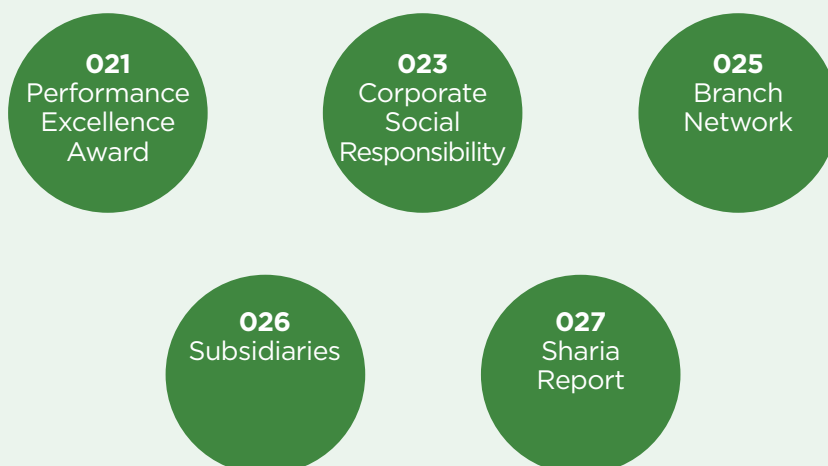 021
Performance
Excellence
Award
023
Corporate
Social
Responsibility
025
Branch
Network
026
Subsidiaries
027
Sharia
Report